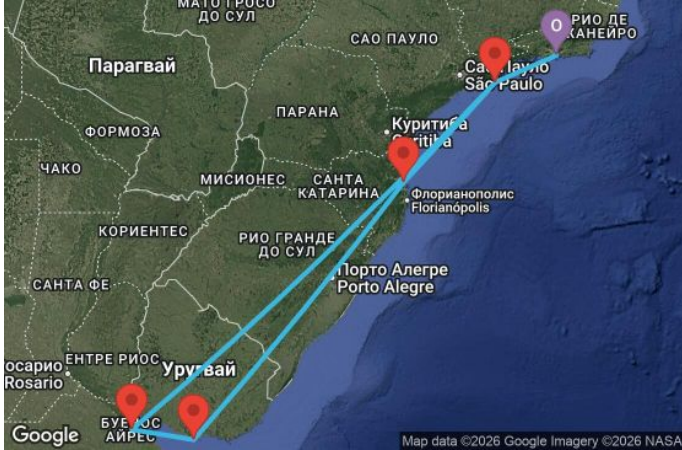 МАТО ГРОСО
ДО СУЛ
РИО ДЕ
О
ЖАНЕЙРО
САО ПАУЛО
Парагвай
São Paulo
ПАРАНА
Куритиба
Curitiba
ФОРМОЗА
ЧАКО
МИСИОНЕС
САНТА
КАТАРИНА
Флорианополис
Florianópolis
КОРИЕНТЕС
РИО ГРАНДЕ
ДО СУЛ
Порто Алегре
Porto Alegre
САНТА ФЕ
осарио
Rosario
ЕНТРЕ РИОС
Уругвай
БУЕНОС
АЙРЕС
Google
Map data ©2026 Google Imagery ©2026 NASA